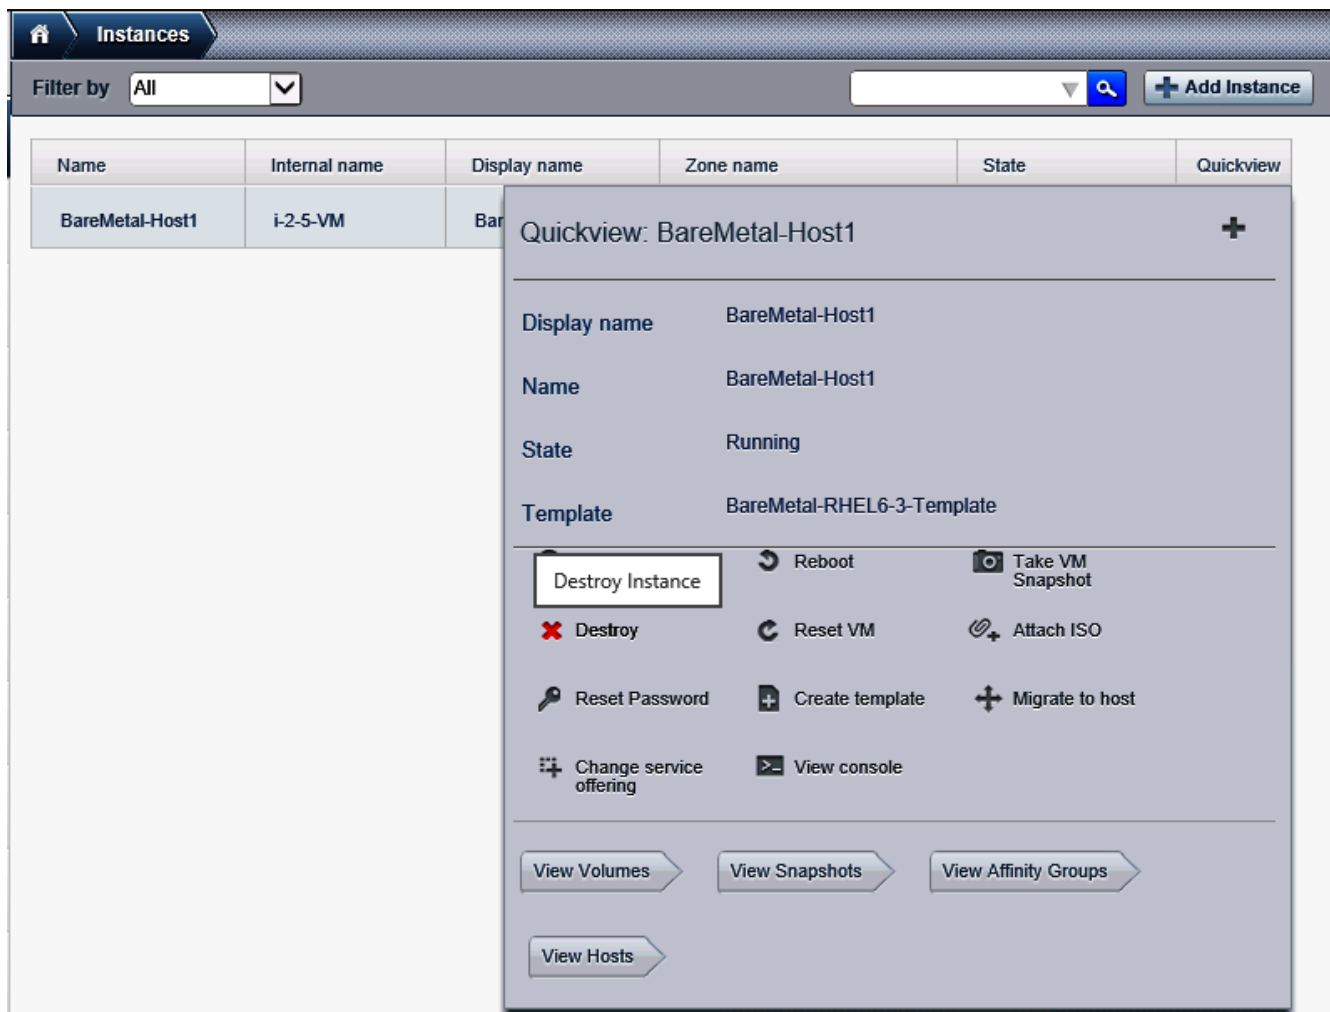 Instances
Filter by All Add Instance
Name Internal name Display name Zone name State Quickview
BareMetal-Host1 i-2-5-VM Bar
Quickview: BareMetal-Host1
Display name BareMetal-Host1
Name BareMetal-Host1
State Running
Template BareMetal-RHEL6-3-Template
Destroy Instance
Reboot
Take VM
Snapshot
Destroy Reset VM Attach ISO
Reset Password Create template Migrate to host
Change service
offering
View console
View Volumes View Snapshots View Affinity Groups
View Hosts